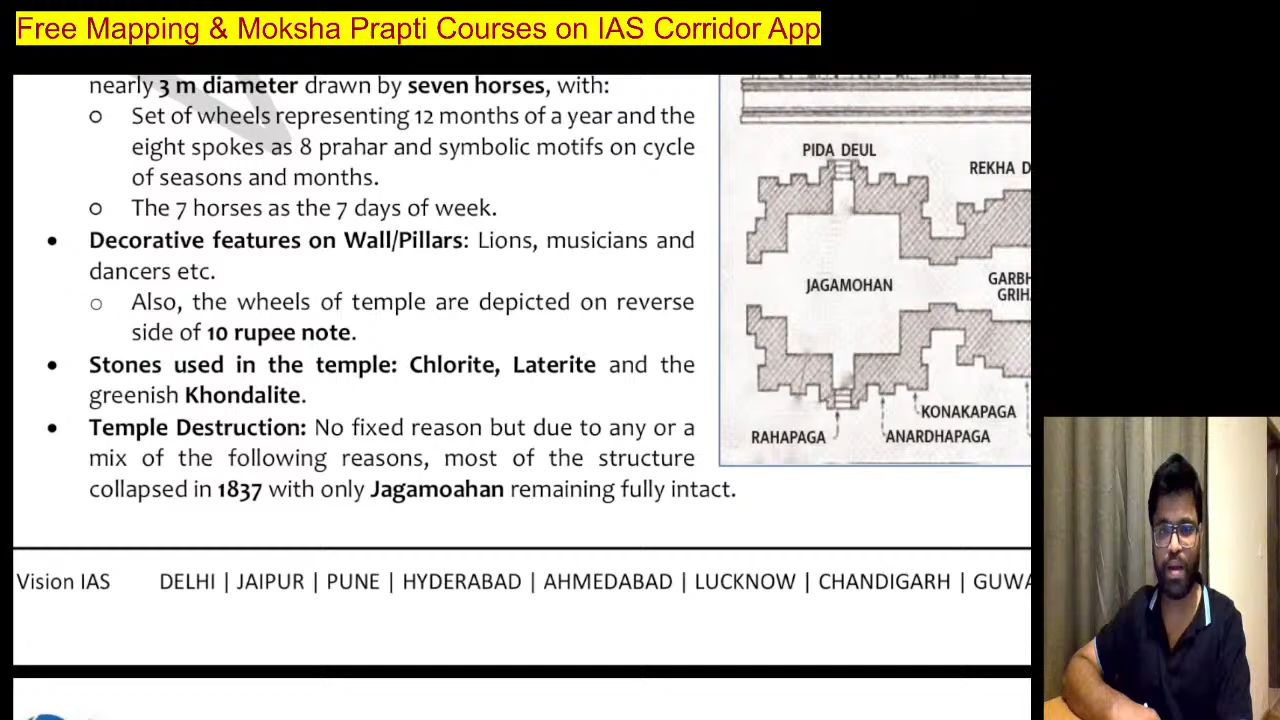 Free Mapping & Moksha Prapti Courses on IAS Corridor App
nearly 3 m diameter drawn by seven horses, with:
o Set of wheels representing 12 months of a year and the
eight spokes as 8 prahar and symbolic motifs on cycle
of seasons and months.
o The 7 horses as the 7 days of week.
• Decorative features on Wall/Pillars: Lions, musicians and
dancers etc.
o Also, the wheels of temple are depicted on reverse
side of 10 rupee note.
• Stones used in the temple: Chlorite, Laterite and the
greenish Khondalite.
• Temple Destruction: No fixed reason but due to any or a
mix of the following reasons, most of the structure
collapsed in 1837 with only Jagamoahan remaining fully intact.
PIDA DEUL
REKHA D
JAGAMOHAN
GARBH
GRIH
KONAKAPAGA
RAHAPAGA
ANARDHAPAGA
Vision IAS DELHI | JAIPUR | PUNE | HYDERABAD | AHMEDABAD | LUCKNOW | CHANDIGARH | GUWA